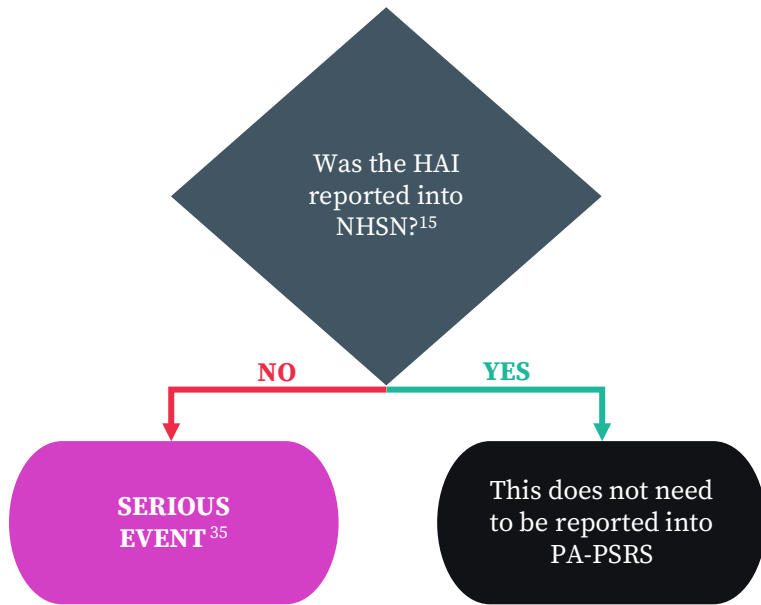 Was the HAI
reported into
NHSN?15
NO
YES
SERIOUS
EVENT 35
This does not need
to be reported into
PA-PSRS